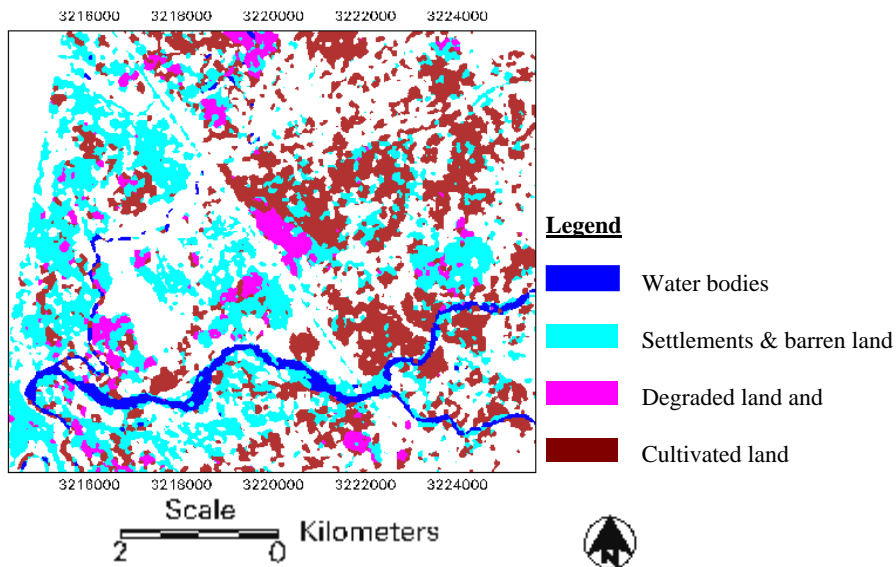 3216000 3218000 3220000 3222000 3224000
Legend
Water bodies
Settlements & barren land
Degraded land and
Cultivated land
3216000 3218000 3220000 3222000 3224000
Scale
2 0 Kilometers
N